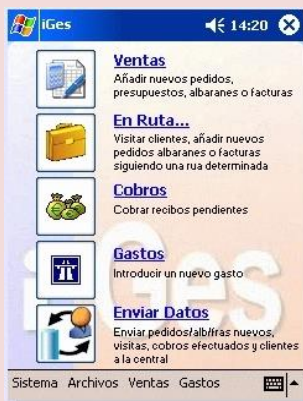 iGes 14:20
Ventas
Añadir nuevos pedidos,
presupuestos, albaranes o facturas
En Ruta...
Visitar clientes, añadir nuevos
pedidos albaranes o facturas
siguiendo una rua determinada
Cobros
Cobrar recibos pendientes
Gastos
Introducir un nuevo gasto
Enviar Datos
Enviar pedidos/alb/fras nuevos,
visitas, cobros efectuados y clientes
a la central
iGes
Sistema Archivos Ventas Gastos